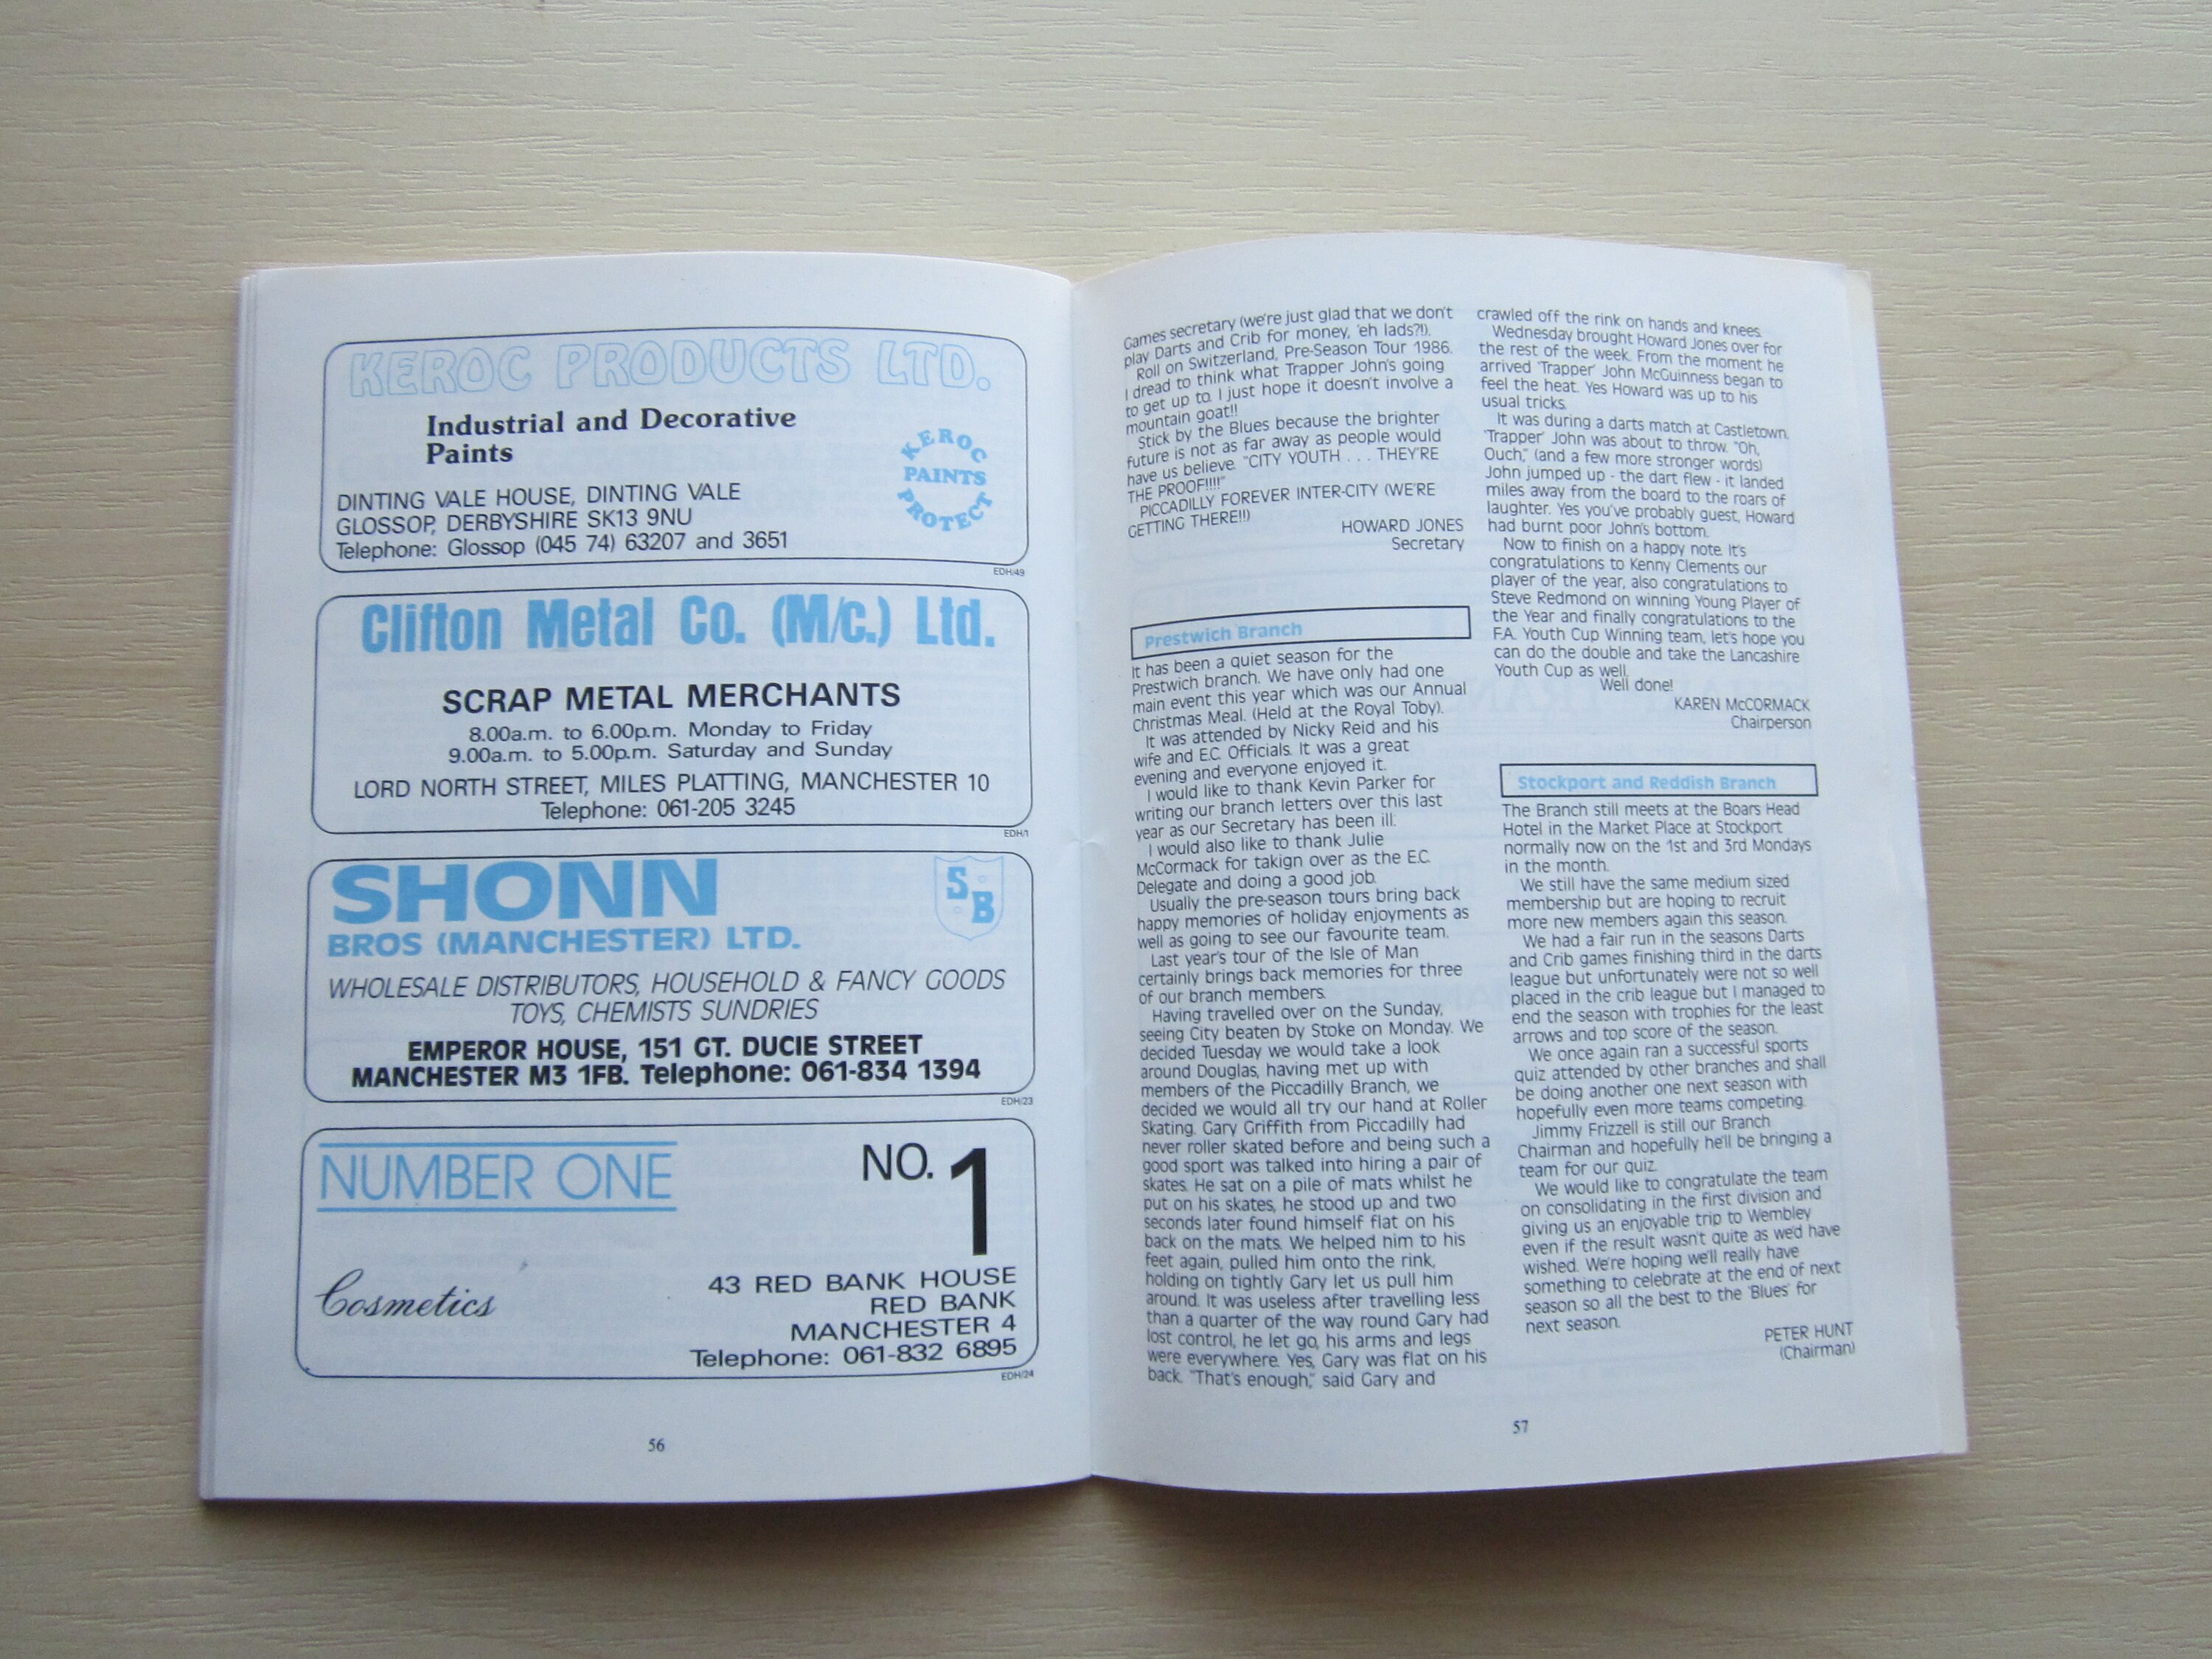 KEROC PRODUCTS LTD.
Industrial and Decorative
Paints
KEROC
PAINTS
PROTECT
DINTING VALE HOUSE, DINTING VALE
GLOSSOP, DERBYSHIRE SK13 9NU
Telephone: Glossop (045 74) 63207 and 3651
EDH/49
Clifton Metal Co. (M/c.) Ltd.
SCRAP METAL MERCHANTS
8.00a.m. to 6.00p.m. Monday to Friday
9.00a.m. to 5.00p.m. Saturday and Sunday
LORD NORTH STREET, MILES PLATTING, MANCHESTER 10
Telephone: 061-205 3245
EDH/1
SHONN
BROS (MANCHESTER) LTD.
S
B
WHOLESALE DISTRIBUTORS, HOUSEHOLD & FANCY GOODS
TOYS, CHEMISTS SUNDRIES
EMPEROR HOUSE, 151 GT. DUCIE STREET
MANCHESTER M3 1FB. Telephone: 061-834 1394
EDH/23
NUMBER ONE
NO. 1
Cosmetics
43 RED BANK HOUSE
RED BANK
MANCHESTER 4
Telephone: 061-832 6895
EDH/24
56
Games secretary (we're just glad that we don't
play Darts and Crib for money, 'eh lads?!).
Roll on Switzerland, Pre-Season Tour 1986.
I dread to think what Trapper John's going
to get up to. I just hope it doesn't involve a
mountain goat!!
Stick by the Blues because the brighter
future is not as far away as people would
have us believe. "CITY YOUTH . . . THEY'RE
THE PROOF!!!!"
PICCADILLY FOREVER INTER-CITY (WE'RE
GETTING THERE!!)
HOWARD JONES
Secretary
Prestwich Branch
It has been a quiet season for the
Prestwich branch. We have only had one
main event this year which was our Annual
Christmas Meal. (Held at the Royal Toby).
It was attended by Nicky Reid and his
wife and E.C. Officials. It was a great
evening and everyone enjoyed it.
I would like to thank Kevin Parker for
writing our branch letters over this last
year as our Secretary has been ill.
I would also like to thank Julie
McCormack for takign over as the E.C.
Delegate and doing a good job.
Usually the pre-season tours bring back
happy memories of holiday enjoyments as
well as going to see our favourite team.
Last year's tour of the Isle of Man
certainly brings back memories for three
of our branch members.
Having travelled over on the Sunday,
seeing City beaten by Stoke on Monday. We
decided Tuesday we would take a look
around Douglas, having met up with
members of the Piccadilly Branch, we
decided we would all try our hand at Roller
Skating. Gary Griffith from Piccadilly had
never roller skated before and being such a
good sport was talked into hiring a pair of
skates. He sat on a pile of mats whilst he
put on his skates, he stood up and two
seconds later found himself flat on his
back on the mats. We helped him to his
feet again, pulled him onto the rink,
holding on tightly Gary let us pull him
around. It was useless after travelling less
than a quarter of the way round Gary had
lost control, he let go, his arms and legs
were everywhere. Yes, Gary was flat on his
back. "That's enough," said Gary and
crawled off the rink on hands and knees.
Wednesday brought Howard Jones over for
the rest of the week. From the moment he
arrived 'Trapper' John McGuinness began to
feel the heat. Yes Howard was up to his
usual tricks.
It was during a darts match at Castletown.
'Trapper' John was about to throw. "Oh,
Ouch," (and a few more stronger words)
John jumped up - the dart flew - it landed
miles away from the board to the roars of
laughter. Yes you've probably guest, Howard
had burnt poor John's bottom.
Now to finish on a happy note. It's
congratulations to Kenny Clements our
player of the year, also congratulations to
Steve Redmond on winning Young Player of
the Year and finally congratulations to the
F.A. Youth Cup Winning team, let's hope you
can do the double and take the Lancashire
Youth Cup as well.
Well done!
KAREN McCORMACK
Chairperson
Stockport and Reddish Branch
The Branch still meets at the Boars Head
Hotel in the Market Place at Stockport
normally now on the 1st and 3rd Mondays
in the month.
We still have the same medium sized
membership but are hoping to recruit
more new members again this season.
We had a fair run in the seasons Darts
and Crib games finishing third in the darts
league but unfortunately were not so well
placed in the crib league but I managed to
end the season with trophies for the least
arrows and top score of the season.
We once again ran a successful sports
quiz attended by other branches and shall
be doing another one next season with
hopefully even more teams competing.
Jimmy Frizzell is still our Branch
Chairman and hopefully he'll be bringing a
team for our quiz.
We would like to congratulate the team
on consolidating in the first division and
giving us an enjoyable trip to Wembley
even if the result wasn't quite as we'd have
wished. We're hoping we'll really have
something to celebrate at the end of next
season so all the best to the 'Blues' for
next season.
PETER HUNT
(Chairman)
57